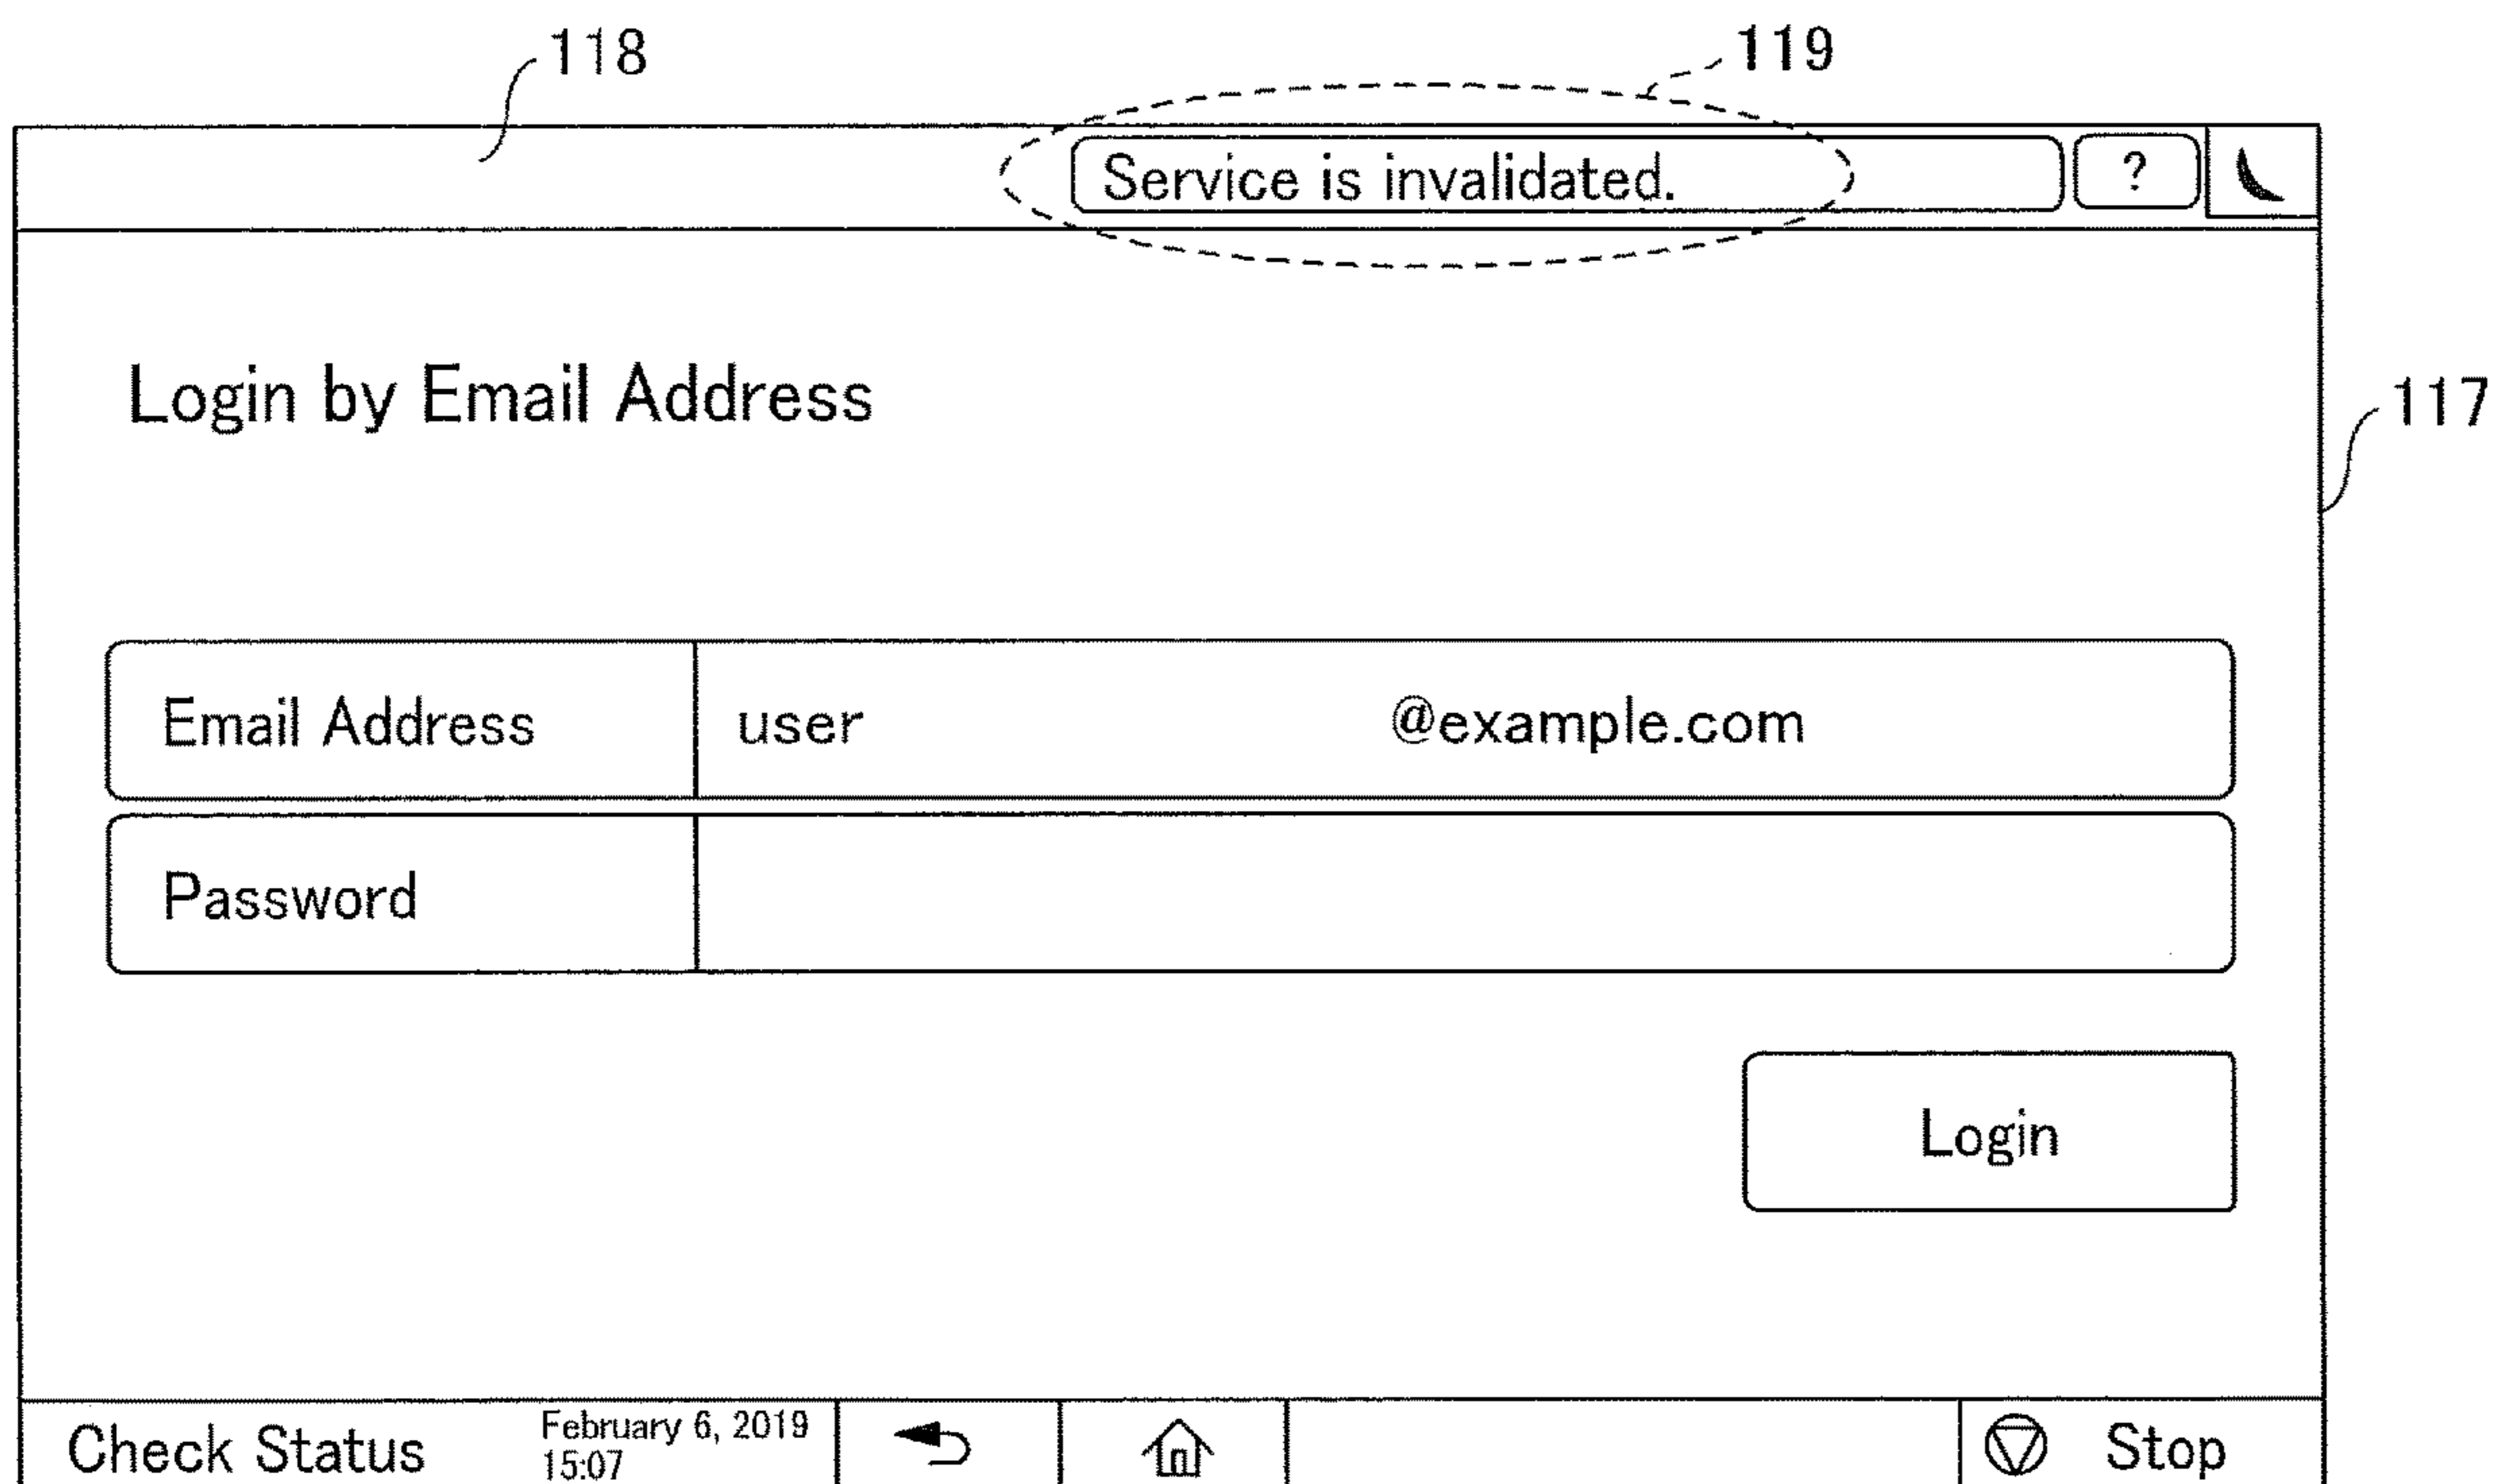 118
119
Service is invalidated.
?
Login by Email Address
117
Email Address user @example.com
Password
Login
Check Status
February 6, 2019
15:07
Stop